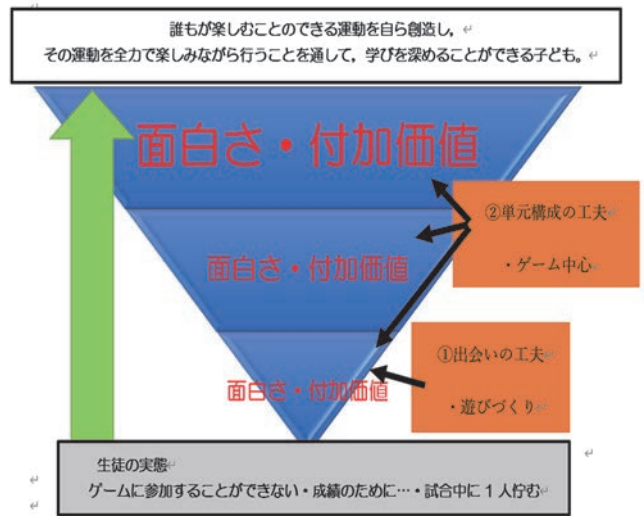 誰もが楽しむことのできる運動を自ら創造し，
その運動を全力で楽しみながら行うことを通して，学びを深めることができる子ども。
面白さ・付加価値
②単元構成の工夫
・ゲーム中心
面白さ・付加価値
①出会いの工夫
・遊びづくり
面白さ・付加価値
生徒の実態
ゲームに参加することができない・成績のために…・試合中に１人佇む